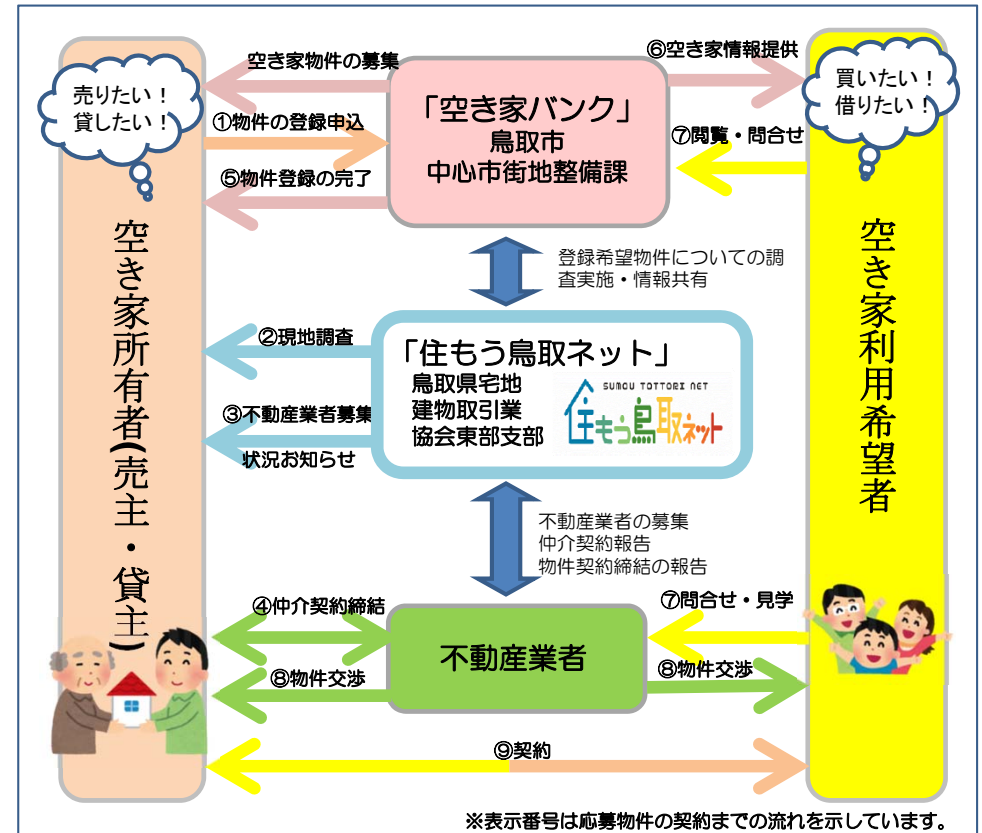 空き家物件の募集
⑥空き家情報提供
売りたい！
貸したい！
買いたい！
借りたい！
「空き家バンク」
鳥取市
中心市街地整備課
①物件の登録申込
⑦閲覧・問合せ
⑤物件登録の完了
空き家所有者(売主・貸主)
空き家利用希望者
登録希望物件についての調
査実施・情報共有
②現地調査
「住もう鳥取ネット」
鳥取県宅地
建物取引業
協会東部支部
SUMOU TOTTORI NET
住もう鳥取ネット
③不動産業者募集
状況お知らせ
不動産業者の募集
仲介契約報告
物件契約締結の報告
④仲介契約締結
⑦問合せ・見学
不動産業者
⑧物件交渉
⑧物件交渉
⑨契約
※表示番号は応募物件の契約までの流れを示しています。